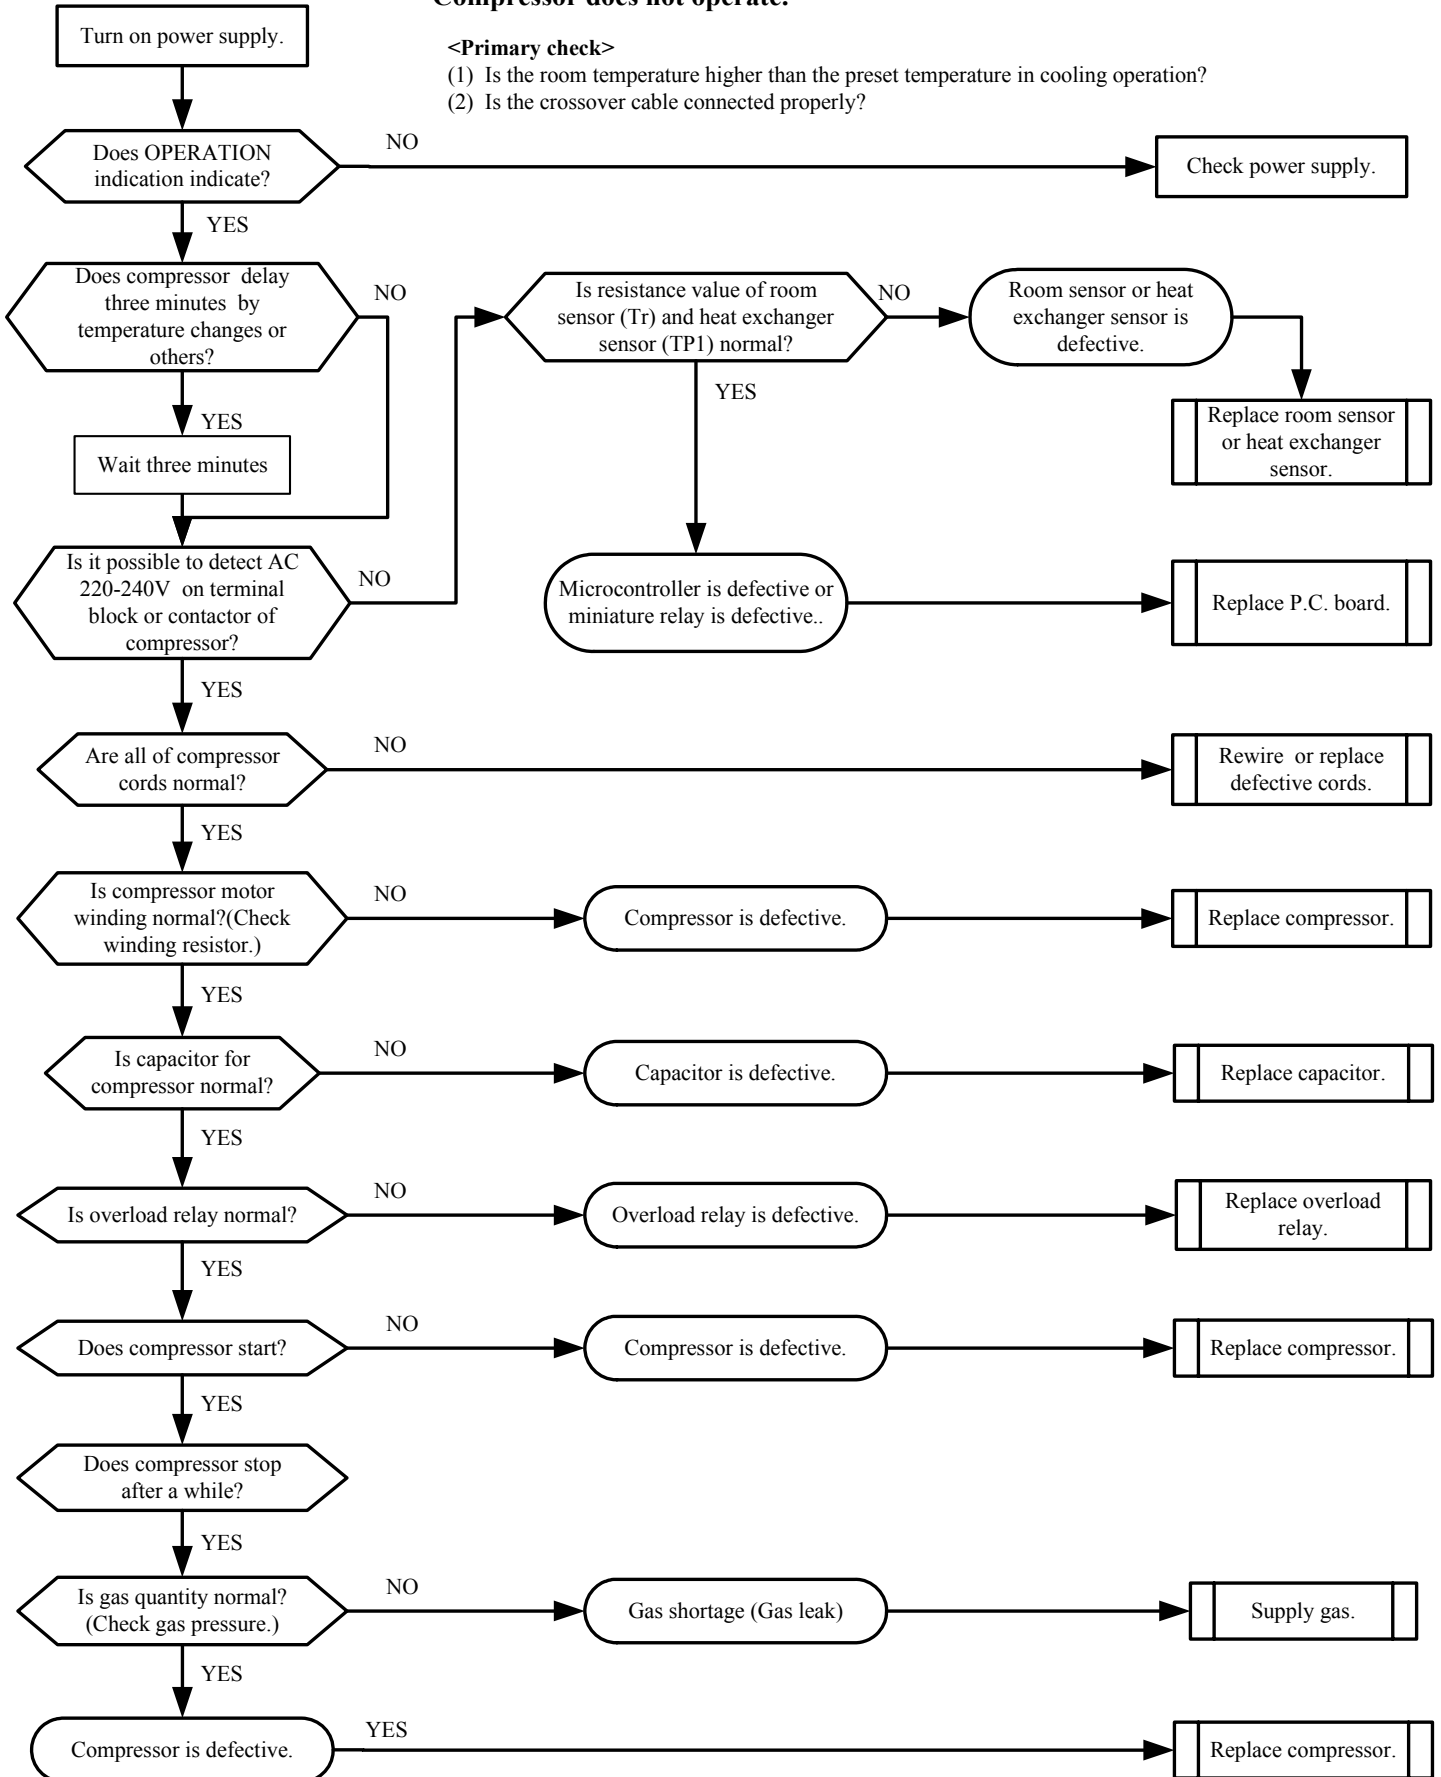 Compressor does not operate.
<Primary check>
(1) Is the room temperature higher than the preset temperature in cooling operation?
(2) Is the crossover cable connected properly?
Turn on power supply.
Does OPERATION
indication indicate?
NO
Check power supply.
YES
Does compressor delay
three minutes by
temperature changes or
others?
NO
YES
Wait three minutes
Is resistance value of room
sensor (Tr) and heat exchanger
sensor (TP1) normal?
NO
Room sensor or heat
exchanger sensor is
defective.
Replace room sensor
or heat exchanger
sensor.
YES
Is it possible to detect AC
220-240V on terminal
block or contactor of
compressor?
NO
Microcontroller is defective or
miniature relay is defective..
Replace P.C. board.
YES
Are all of compressor
cords normal?
NO
Rewire or replace
defective cords.
YES
Is compressor motor
winding normal?(Check
winding resistor.)
NO
Compressor is defective.
Replace compressor.
YES
Is capacitor for
compressor normal?
NO
Capacitor is defective.
Replace capacitor.
YES
Is overload relay normal?
NO
Overload relay is defective.
Replace overload
relay.
YES
Does compressor start?
NO
Compressor is defective.
Replace compressor.
YES
Does compressor stop
after a while?
YES
Is gas quantity normal?
(Check gas pressure.)
NO
Gas shortage (Gas leak)
Supply gas.
YES
Compressor is defective.
YES
Replace compressor.